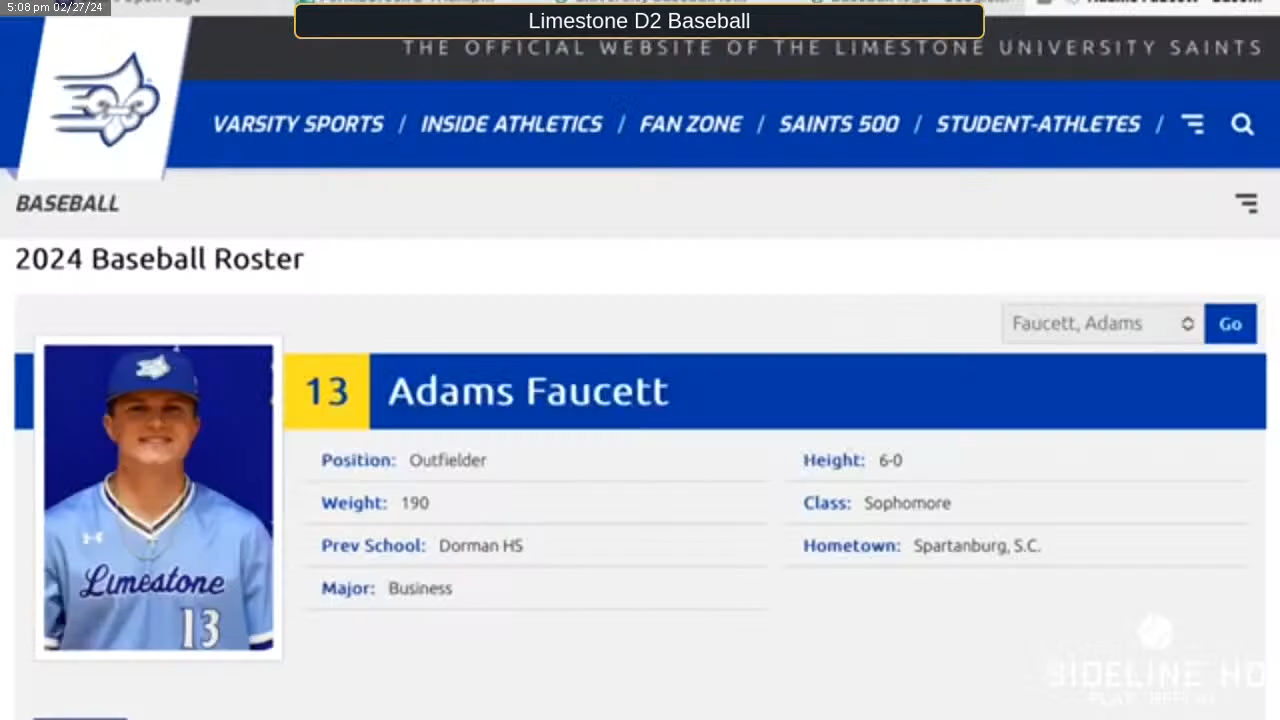 5:08 pm 02/27/24
Limestone D2 Baseball
THE OFFICIAL WEBSITE OF THE LIMESTONE UNIVERSITY SAINTS
VARSITY SPORTS / INSIDE ATHLETICS / FAN ZONE / SAINTS 500 / STUDENT-ATHLETES /
BASEBALL
2024 Baseball Roster
Faucett, Adams Go
13 Adams Faucett
Position: Outfielder
Height: 6-0
Weight: 190
Class: Sophomore
Prev School: Dorman HS
Hometown: Spartanburg, S.C.
Major: Business
Limestone
13
SIDELINE HD